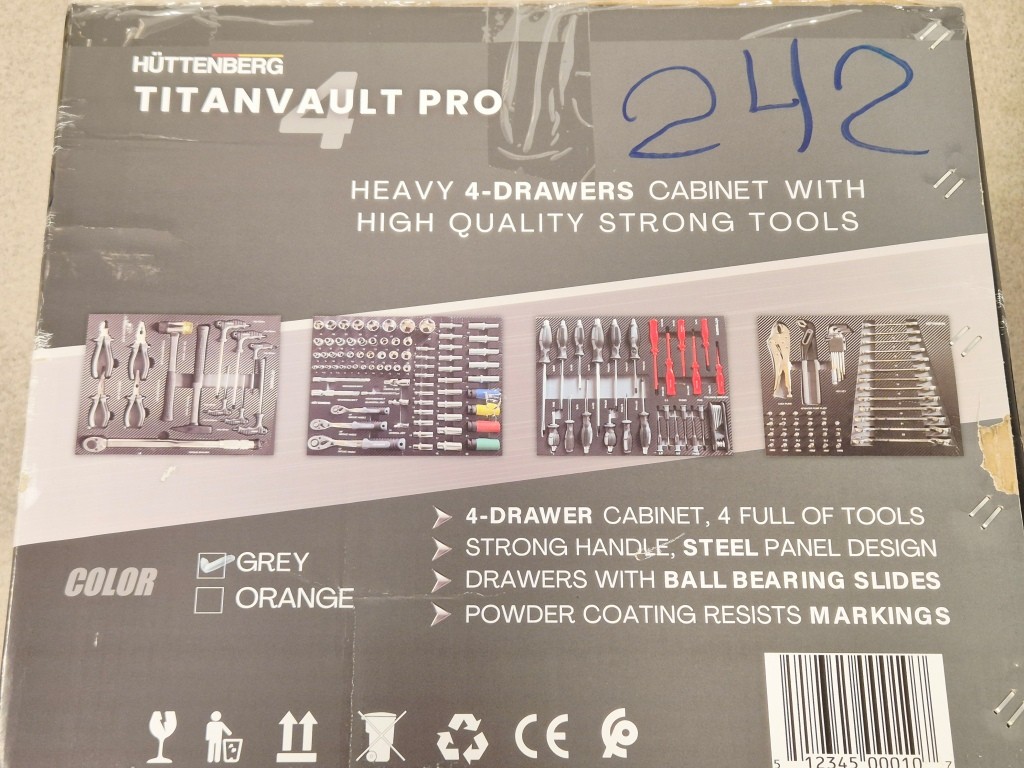 HÜTTENBERG
4
TITANVAULT PRO
242
HEAVY 4-DRAWERS CABINET WITH
HIGH QUALITY STRONG TOOLS
4-DRAWER CABINET, 4 FULL OF TOOLS
STRONG HANDLE, STEEL PANEL DESIGN
DRAWERS WITH BALL BEARING SLIDES
POWDER COATING RESISTS MARKINGS
COLOR
GREY
ORANGE
CE
5 12345 00010 7